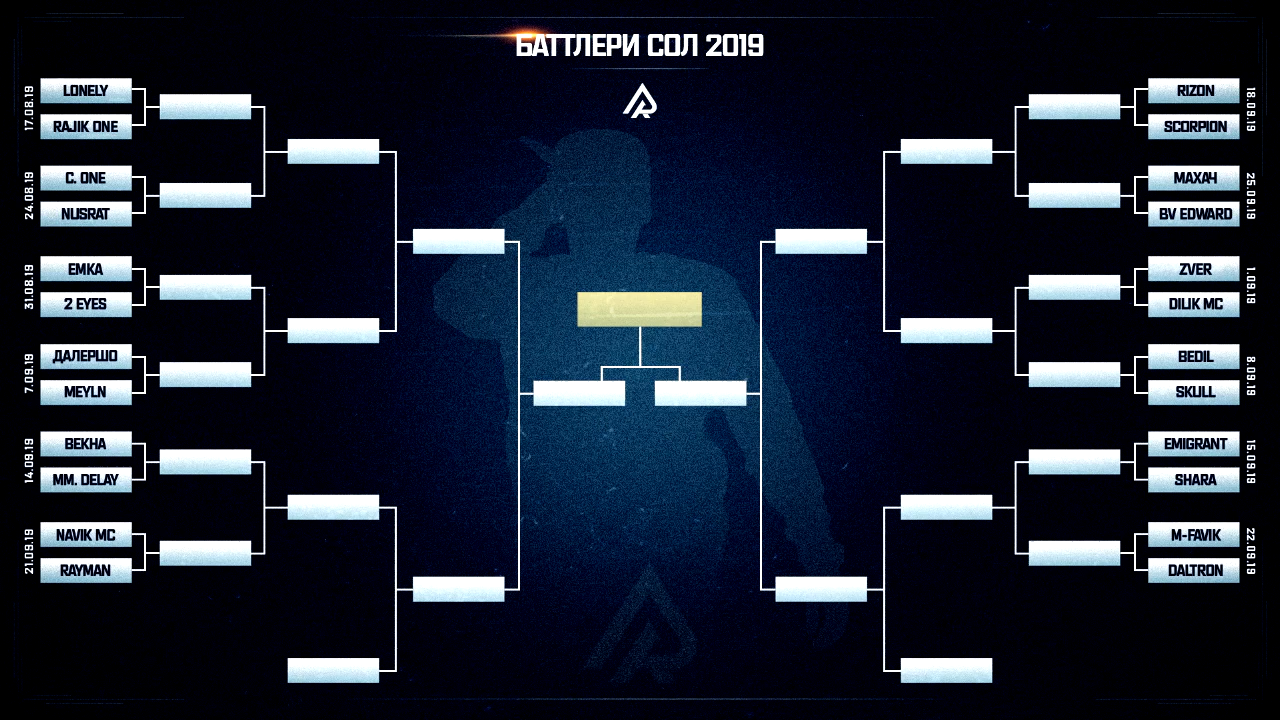 БАТТЛЕРИ СОЛ 2019
17.08.19
LONELY
RAJIK ONE
24.08.19
C. ONE
NUSRAT
31.08.19
EMKA
2 EYES
7.09.19
ДАЛЕРШО
MEYLN
14.09.19
BEKHA
MM. DELAY
21.09.19
NAVIK MC
RAYMAN
RIZON
SCORPION
18.09.19
МАХАЧ
BV EDWARD
25.09.19
ZVER
DILIK MC
1.09.19
BEDIL
SKULL
8.09.19
EMIGRANT
SHARA
15.09.19
M-FAVIK
DALTRON
22.09.19